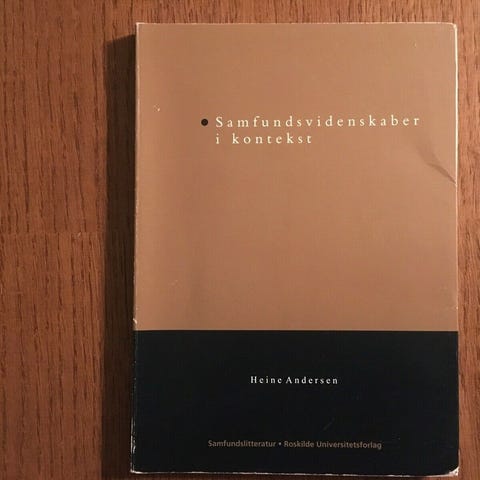 Samfundsvidenskaber
i kontekst
Heine Andersen
Samfundslitteratur • Roskilde Universitetsforlag